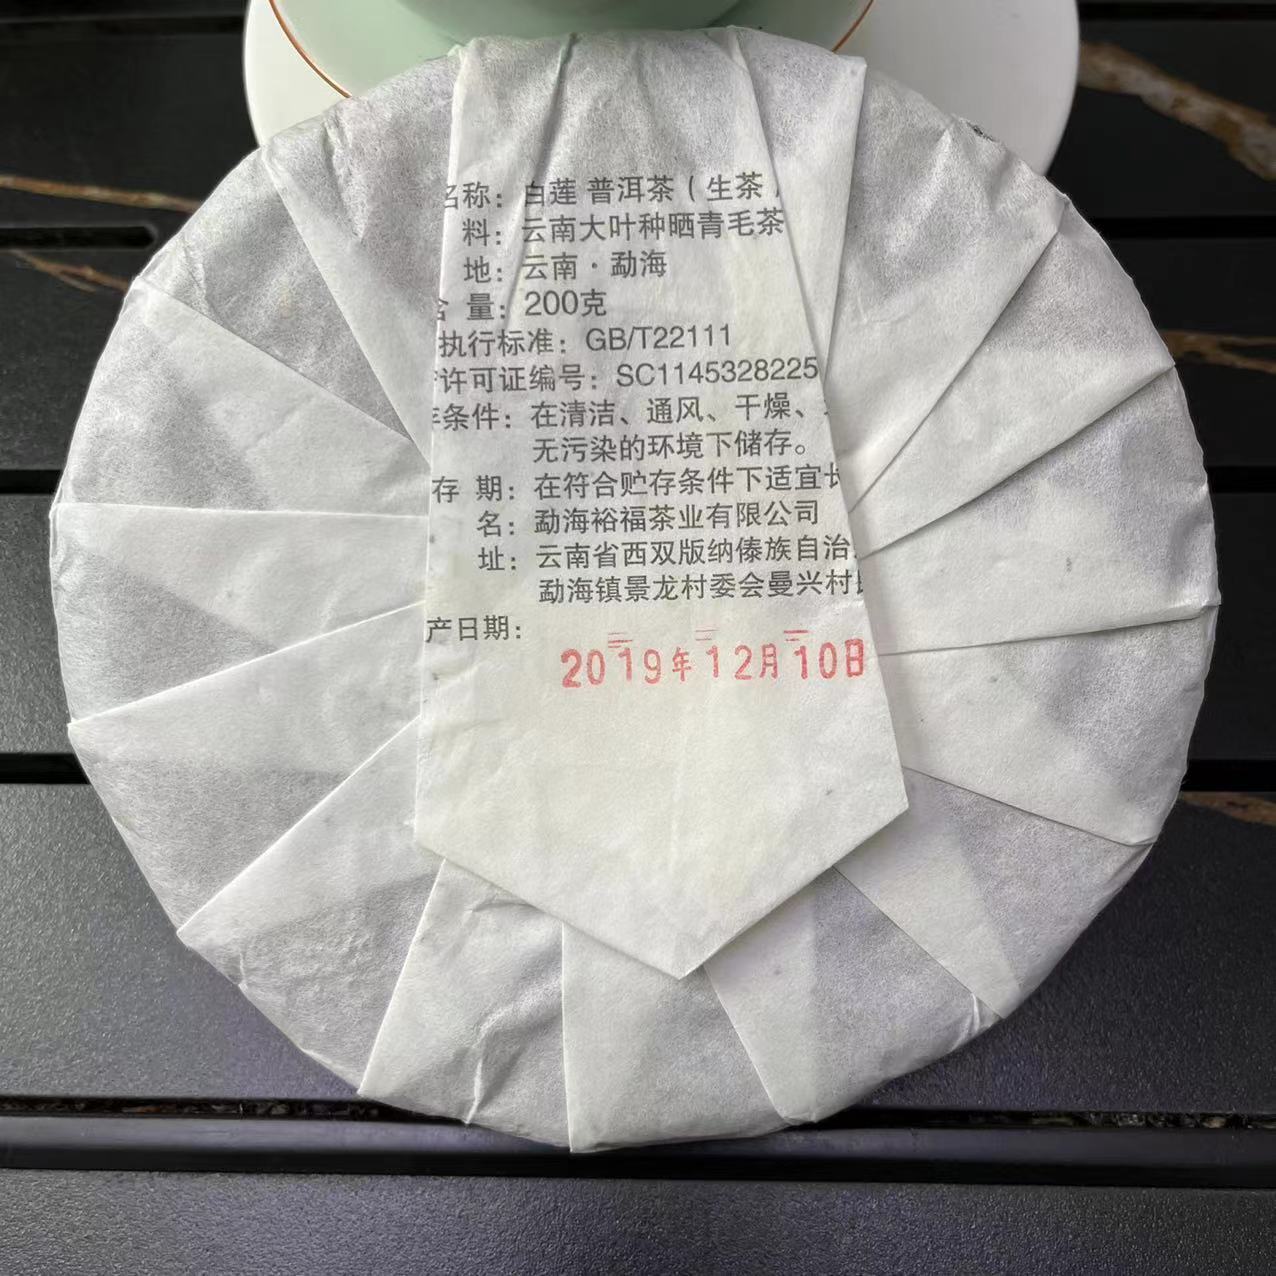 名称：白莲 普洱茶（生茶
料：云南大叶种晒青毛茶
地：云南·勐海
含 量：200克
执行标准：GB/T22111
许可证编号：SC1145328225
条件：在清洁、通风、干燥、
无污染的环境下储存。
存 期：在符合贮存条件下适宜长
名：勐海裕福茶业有限公司
址：云南省西双版纳傣族自治
勐海镇景龙村委会曼兴村
产日期：
2019年12月10日